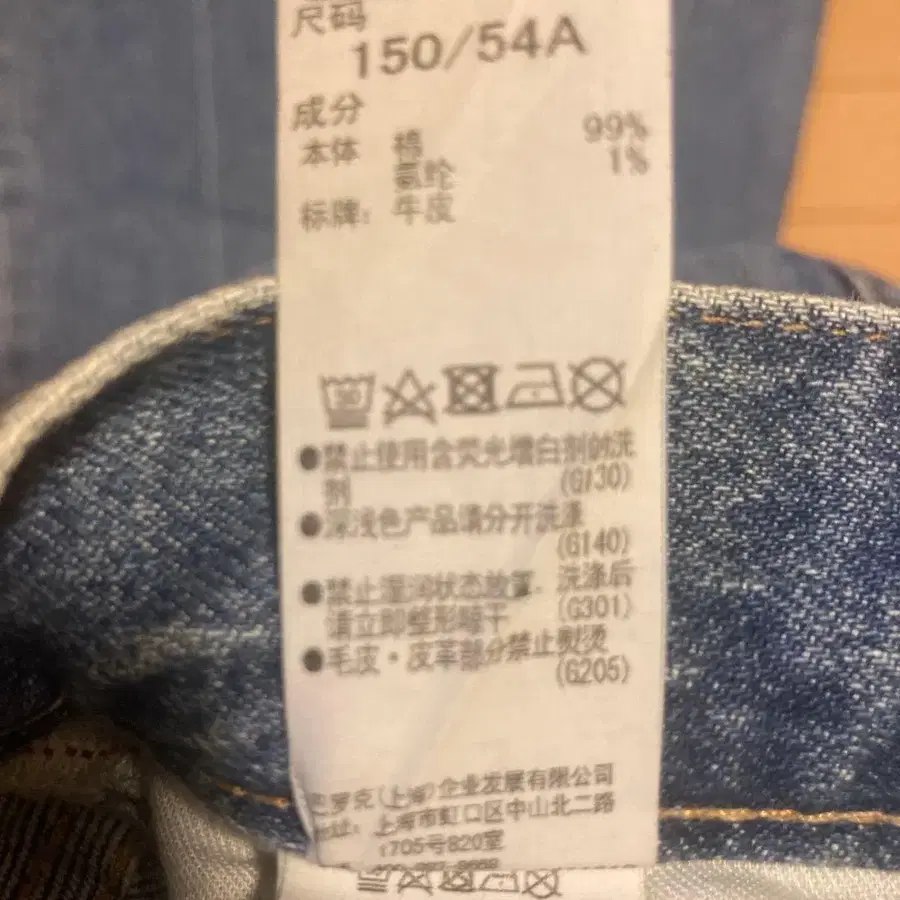 尺码
150/54A
成分
本体 棉 99%
氨纶 1%
标牌: 牛皮
●禁止使用含荧光增白剂的洗
剂 (G130)
●深浅色产品请分开洗涤
(G140)
●禁止湿润状态放置. 洗涤后
请立即整形晾干 (G301)
●毛皮·皮革部分禁止熨烫
(G205)
巴罗克(上海)企业发展有限公司
地址: 上海市虹口区中山北二路
1705号820室